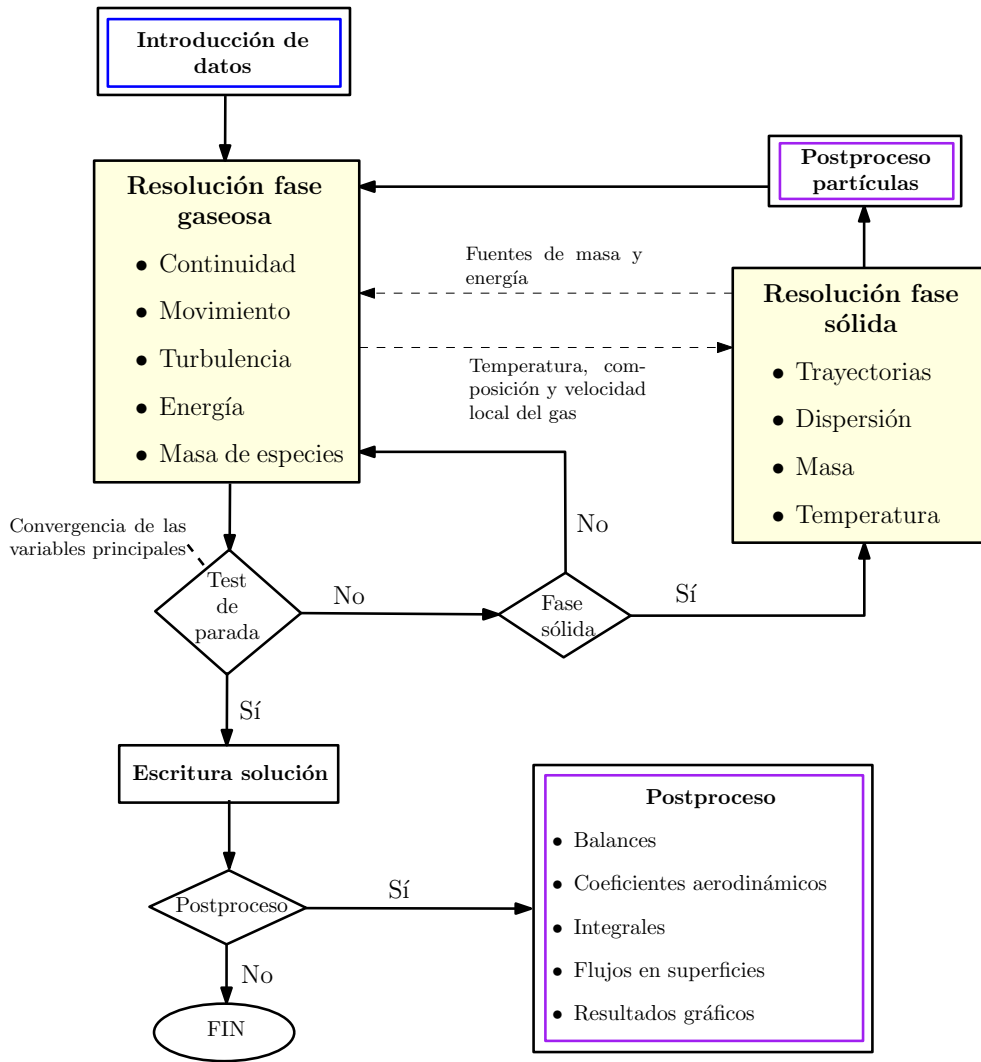 Introducción de
datos
Resolución fase
gaseosa
• Continuidad
• Movimiento
• Turbulencia
• Energía
• Masa de especies
Postproceso
partículas
Fuentes de masa y
energía
Temperatura, com-
posición y velocidad
local del gas
Resolución fase
sólida
• Trayectorias
• Dispersión
• Masa
• Temperatura
Convergencia de las
variables principales
Test
de
parada
No
Fase
sólida
No
Sí
Sí
Escritura solución
Postproceso
Sí
No
FIN
Postproceso
• Balances
• Coeficientes aerodinámicos
• Integrales
• Flujos en superficies
• Resultados gráficos